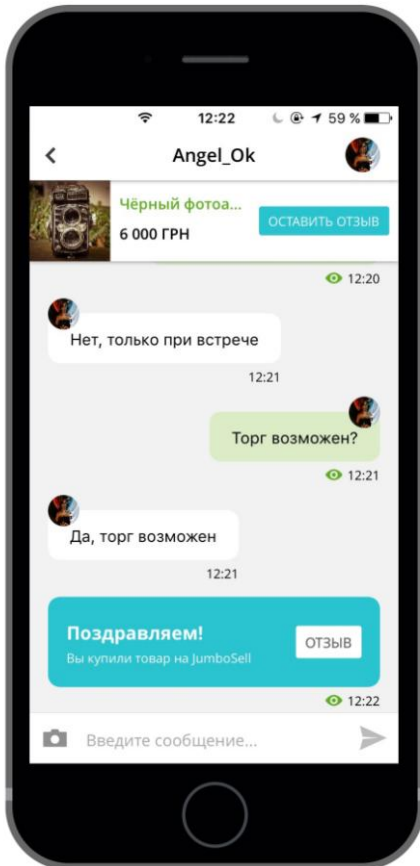 12:22
59 %
Angel_Ok
Чёрный фотоа...
6 000 ГРН
ОСТАВИТЬ ОТЗЫВ
12:20
Нет, только при встрече
12:21
Торг возможен?
12:21
Да, торг возможен
12:21
Поздравляем!
Вы купили товар на JumboSell
ОТЗЫВ
12:22
Введите сообщение...